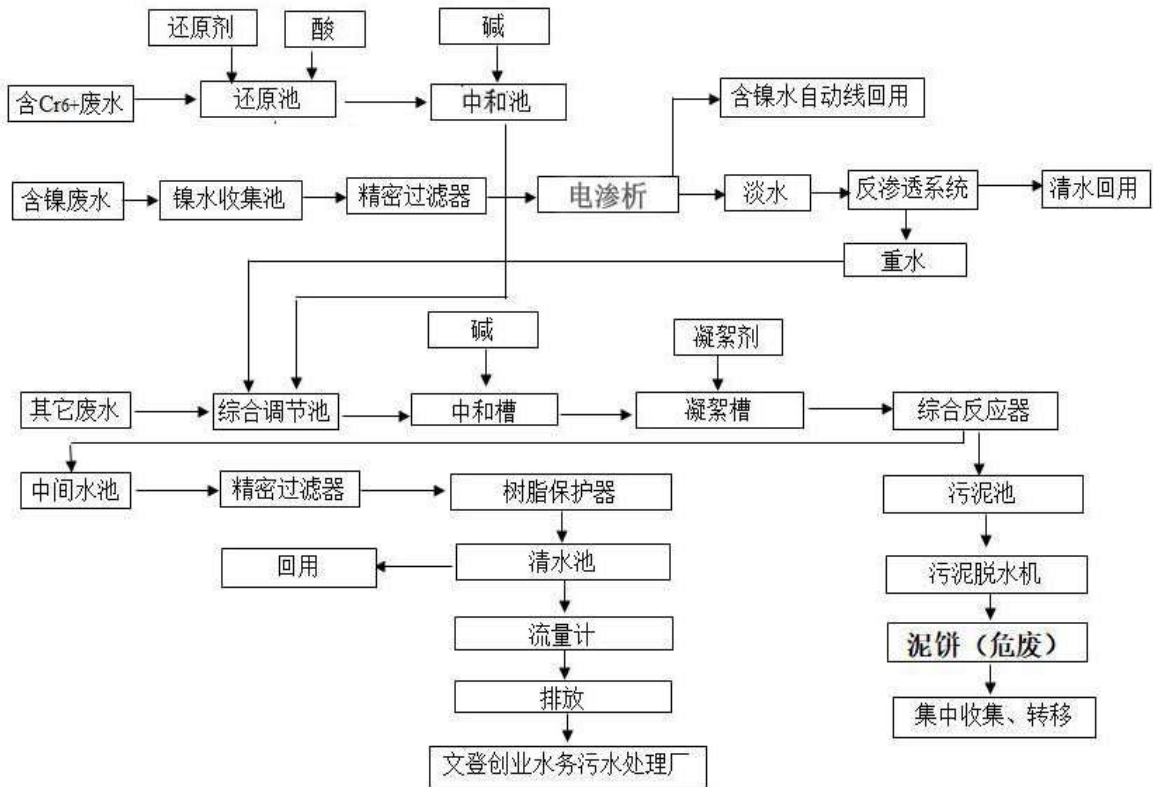 还原剂
酸
碱
含Cr6+废水
还原池
中和池
含镍水自动线回用
含镍废水
镍水收集池
精密过滤器
电渗析
淡水
反渗透系统
清水回用
重水
碱
凝絮剂
其它废水
综合调节池
中和槽
凝絮槽
综合反应器
中间水池
精密过滤器
树脂保护器
污泥池
回用
清水池
污泥脱水机
流量计
泥饼（危废）
排放
集中收集、转移
文登创业水务污水处理厂